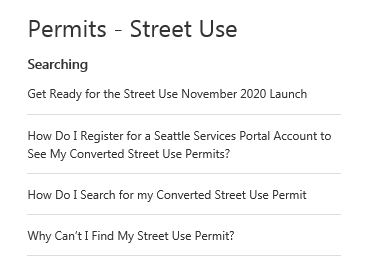 Permits - Street Use
Searching
Get Ready for the Street Use November 2020 Launch
How Do I Register for a Seattle Services Portal Account to
See My Converted Street Use Permits?
How Do I Search for my Converted Street Use Permit
Why Can't I Find My Street Use Permit?